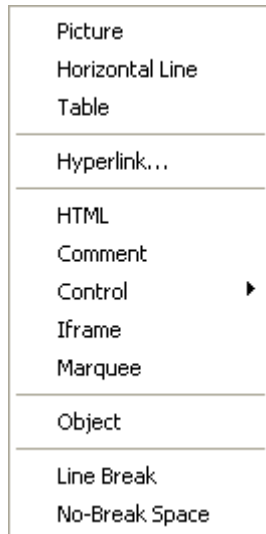 Picture
Horizontal Line
Table
Hyperlink...
HTML
Comment
Control
Iframe
Marquee
Object
Line Break
No-Break Space